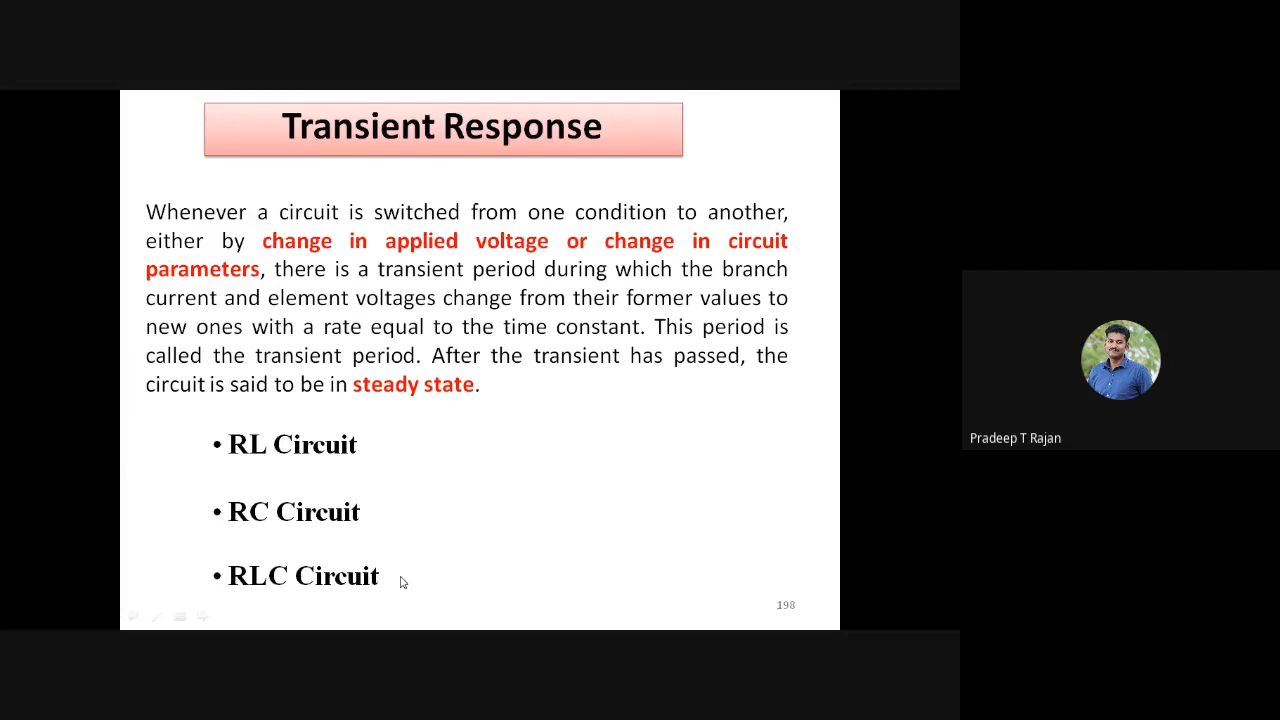 Transient Response
Whenever a circuit is switched from one condition to another,
either by change in applied voltage or change in circuit
parameters, there is a transient period during which the branch
current and element voltages change from their former values to
new ones with a rate equal to the time constant. This period is
called the transient period. After the transient has passed, the
circuit is said to be in steady state.
• RL Circuit
• RC Circuit
• RLC Circuit
198
Pradeep T Rajan